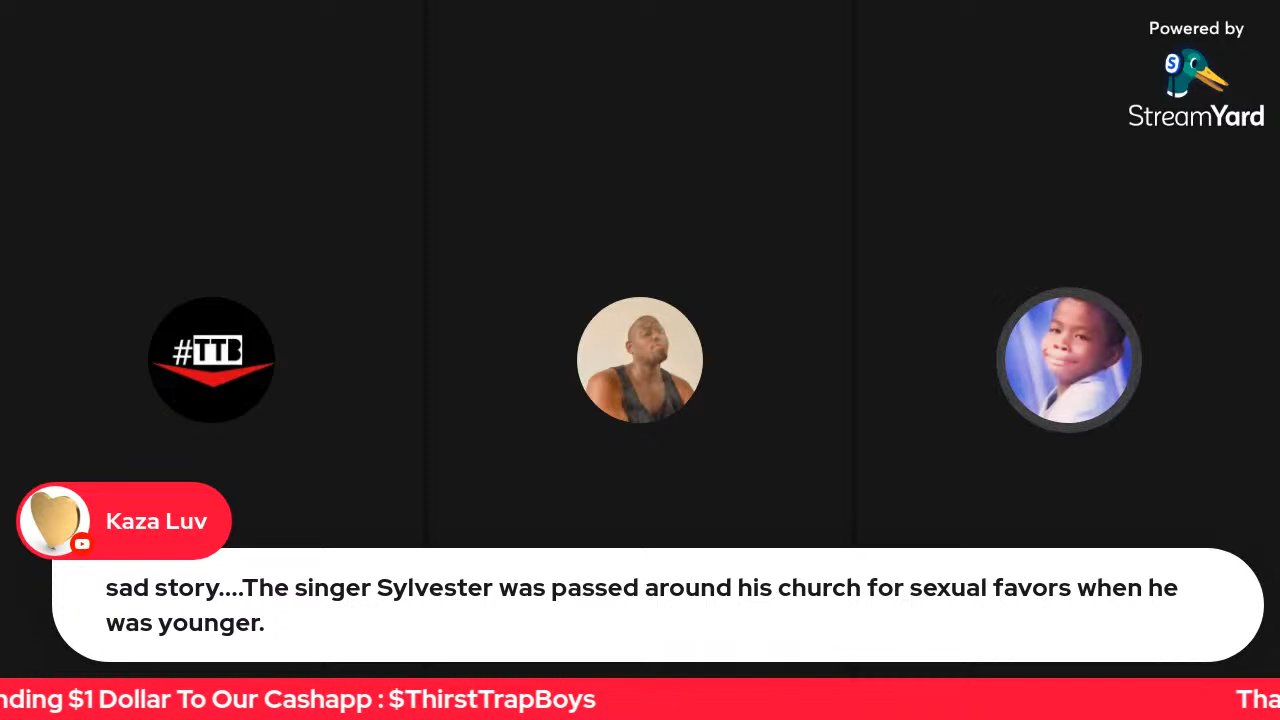 Powered by
S
StreamYard
#TTB
Kaza Luv
sad story....The singer Sylvester was passed around his church for sexual favors when he
was younger.
nding $1 Dollar To Our Cashapp : $ThirstTrapBoys
Tha